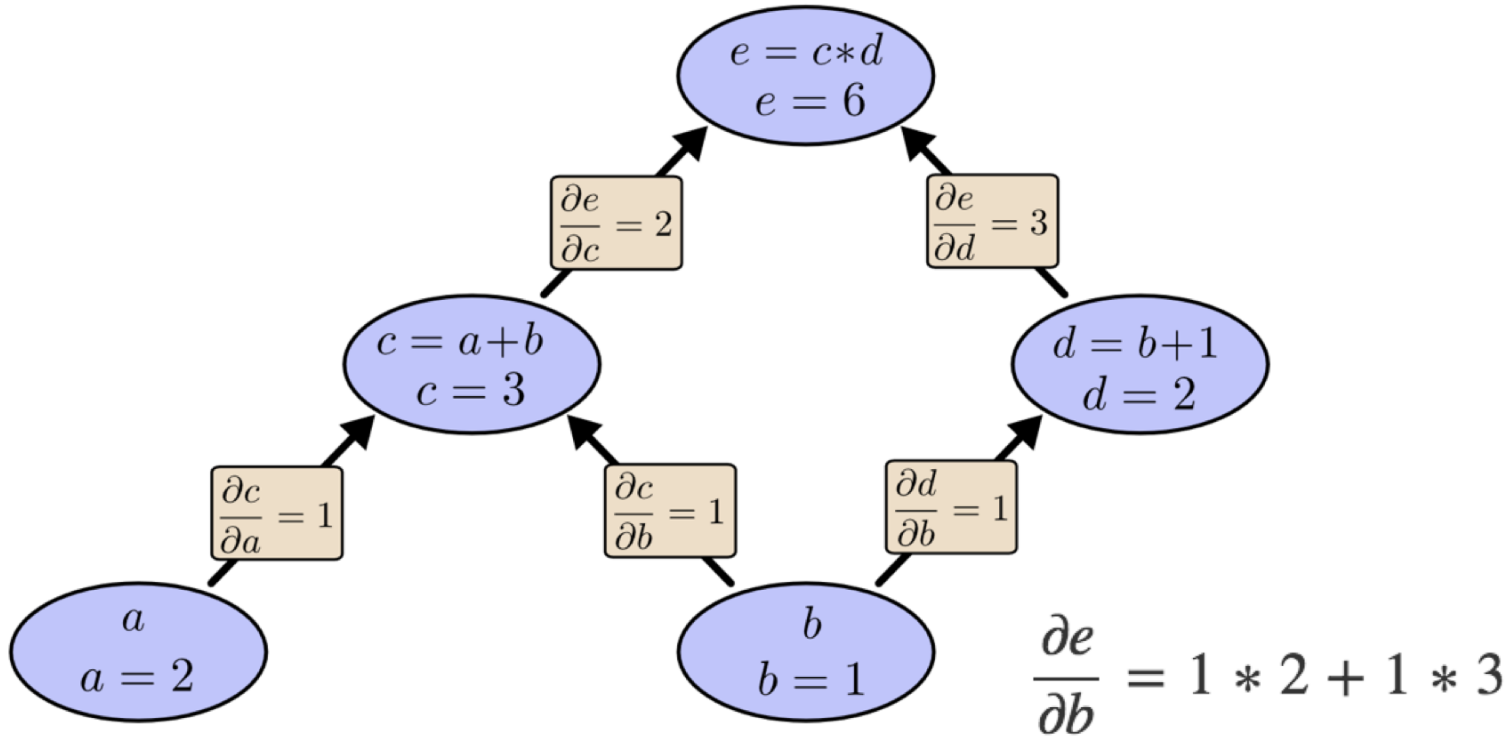 e = c*d
e = 6
∂e/∂c = 2
∂e/∂d = 3
c = a+b
c = 3
d = b+1
d = 2
∂c/∂a = 1
∂c/∂b = 1
∂d/∂b = 1
a
a = 2
b
b = 1
∂e/∂b = 1 * 2 + 1 * 3